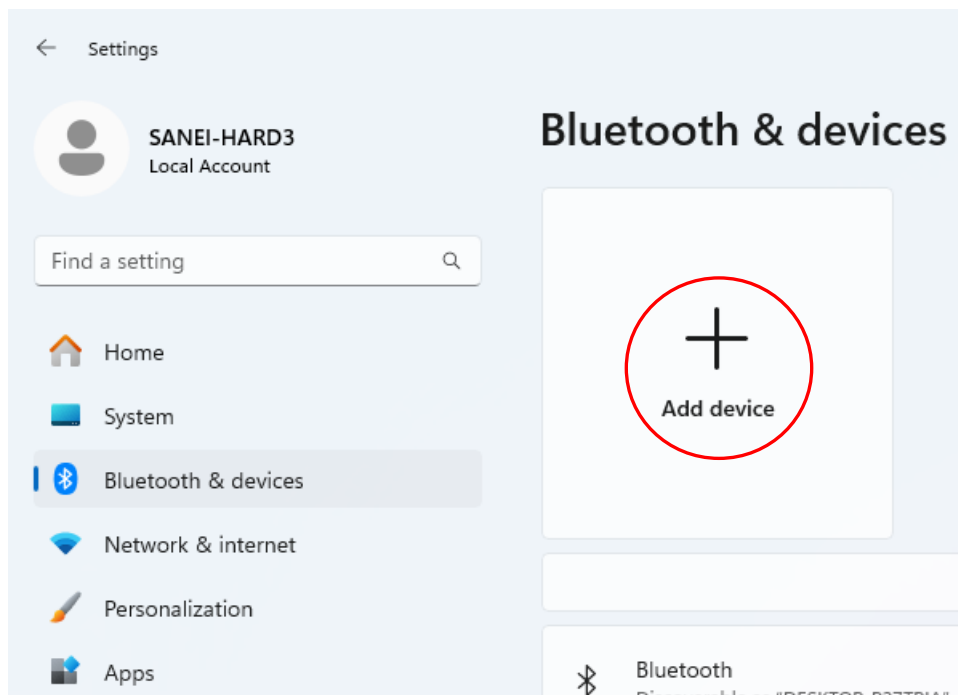 Settings
SANEI-HARD3
Local Account
Find a setting
Home
System
Bluetooth & devices
Network & internet
Personalization
Apps
Bluetooth & devices
Add device
Bluetooth